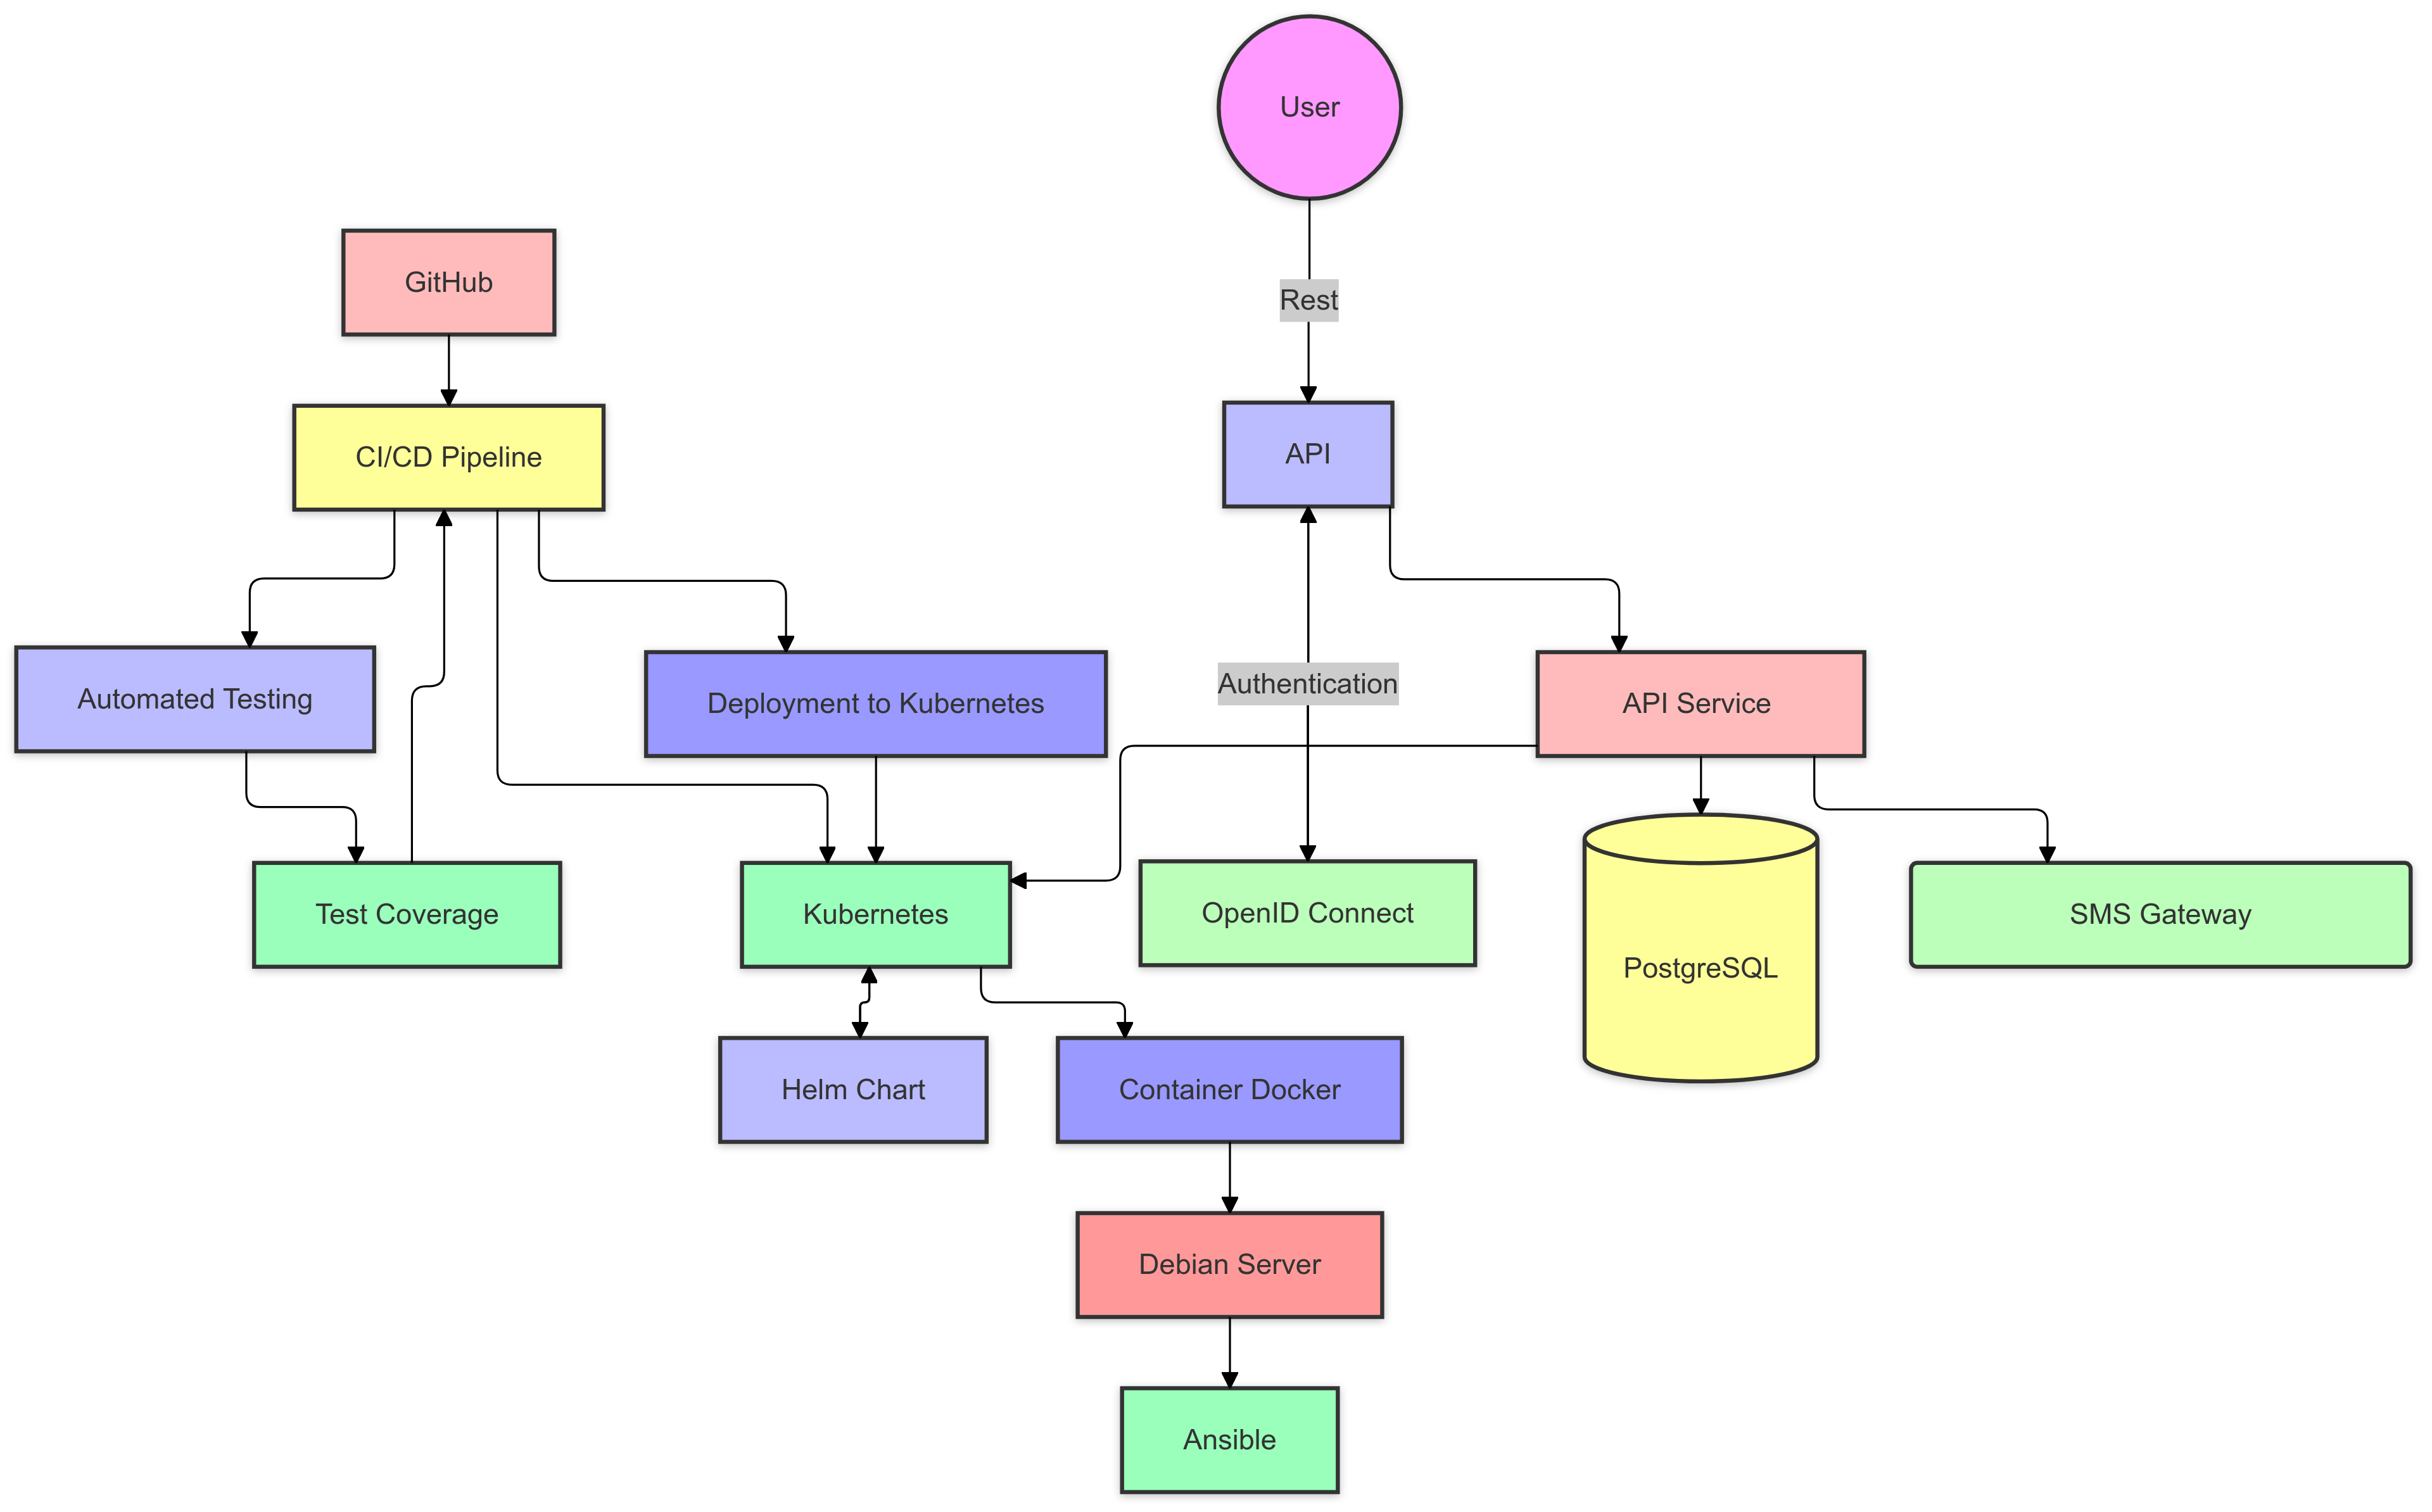 User
GitHub
Rest
CI/CD Pipeline
API
Automated Testing
Deployment to Kubernetes
Authentication
API Service
Test Coverage
Kubernetes
OpenID Connect
PostgreSQL
SMS Gateway
Helm Chart
Container Docker
Debian Server
Ansible